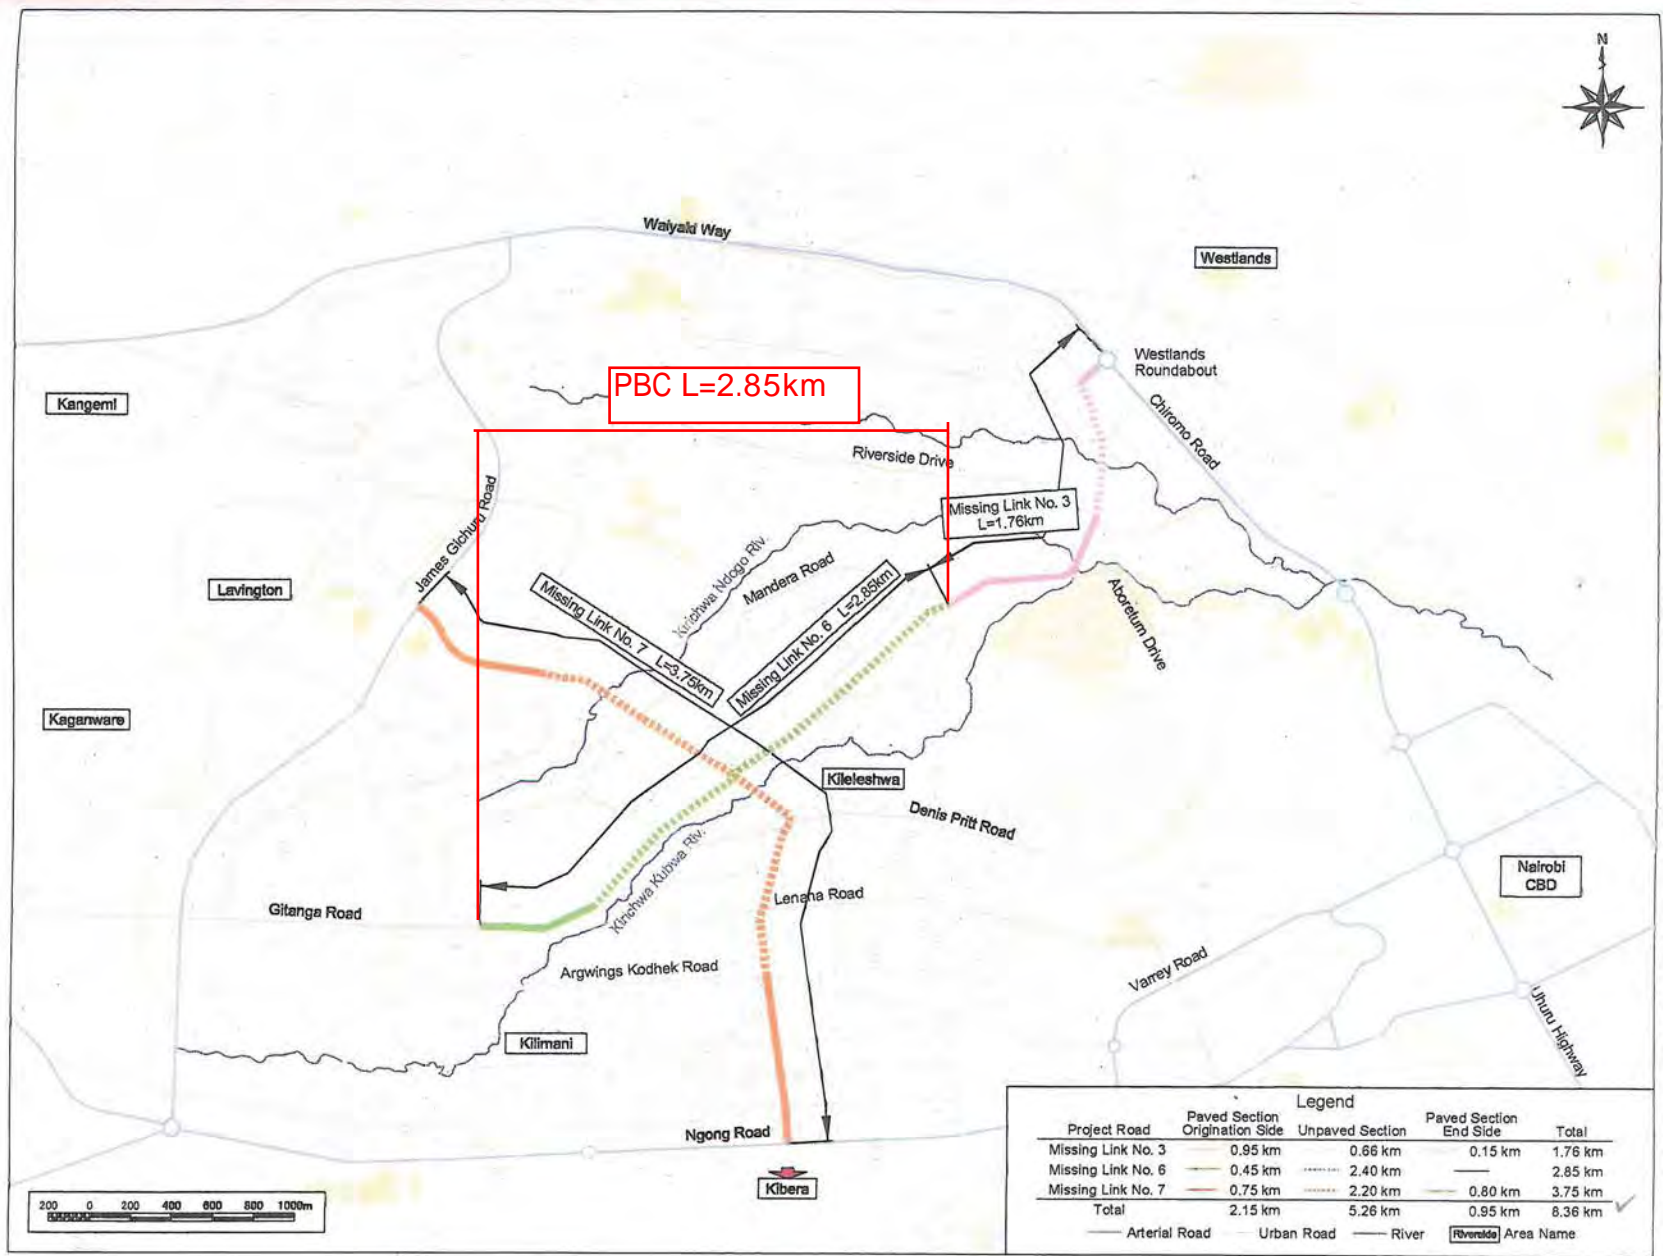 N
Waiyaki Way
Westlands
Westlands
Roundabout
PBC L=2.85km
Kangemi
Chiromo Road
Riverside Drive
James Gichuru Road
Missing Link No. 3
L=1.76km
Lavington
Missing Link No. 7 L=3.75km
Kirichwa Ndogo Riv.
Mandera Road
Missing Link No. 6 L=2.85km
Aboretum Drive
Kaganware
Kileleshwa
Denis Pritt Road
Nairobi
CBD
Kirichwa Kubwa Riv.
Lenana Road
Gitanga Road
Argwings Kodhek Road
Varrey Road
Uhuru Highway
Kilimani
Ngong Road
Kibera
200 0 200 400 600 800 1000m
Legend
Project Road Paved Section Origination Side Unpaved Section Paved Section End Side Total
Missing Link No. 3 0.95 km 0.66 km 0.15 km 1.76 km
Missing Link No. 6 0.45 km 2.40 km 2.85 km
Missing Link No. 7 0.75 km 2.20 km 0.80 km 3.75 km
Total 2.15 km 5.26 km 0.95 km 8.36 km
Arterial Road Urban Road River Riverside Area Name